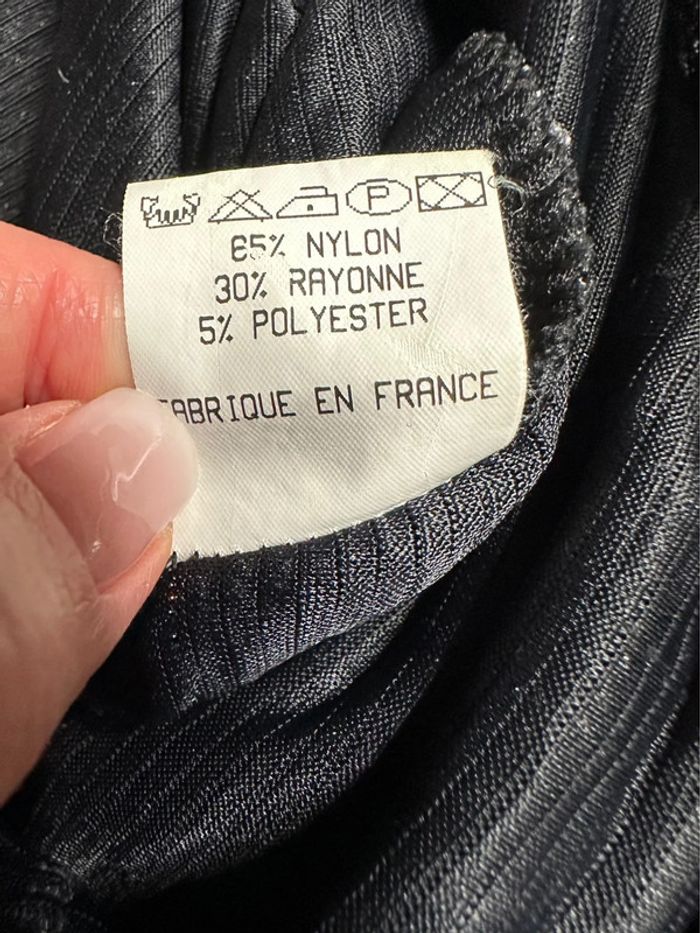 P
65% NYLON
30% RAYONNE
5% POLYESTER
FABRIQUE EN FRANCE